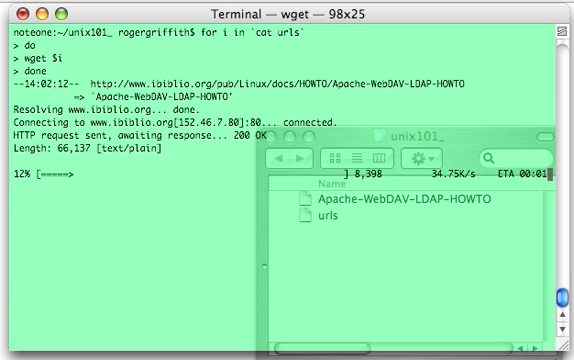 Terminal — wget — 98x25
noteone:~/unix101_ rogergriffith$ for i in `cat urls`
> do
> wget $i
> done
--14:02:12--  http://www.ibiblio.org/pub/Linux/docs/HOWTO/Apache-WebDAV-LDAP-HOWTO
           => `Apache-WebDAV-LDAP-HOWTO'
Resolving www.ibiblio.org... done.
Connecting to www.ibiblio.org[152.46.7.80]:80... connected.
HTTP request sent, awaiting response... 200 OK
unix101_
Length: 66,137 [text/plain]
12% [=====>                ] 8,398         34.75K/s    ETA 00:01
Name
Apache-WebDAV-LDAP-HOWTO
urls